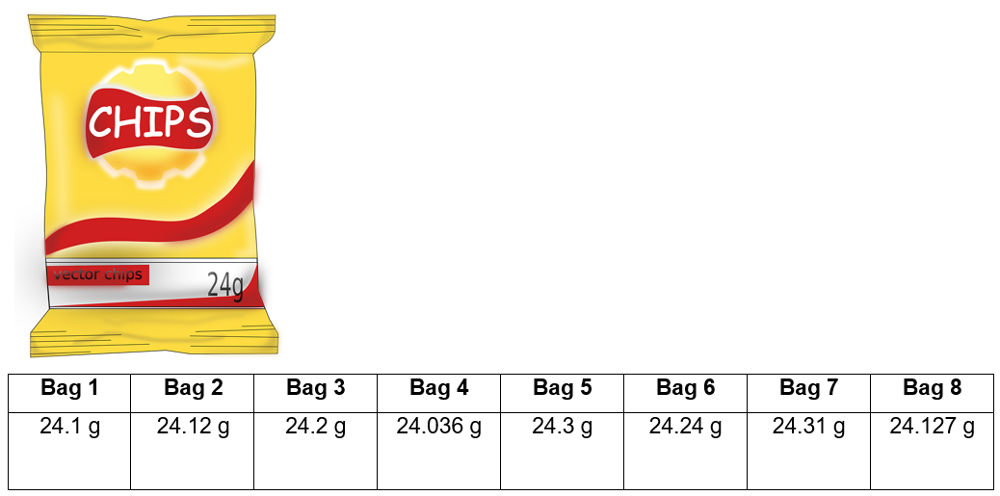 CHIPS
vector chips
24g
Bag 1 Bag 2 Bag 3 Bag 4 Bag 5 Bag 6 Bag 7 Bag 8
24.1 g 24.12 g 24.2 g 24.036 g 24.3 g 24.24 g 24.31 g 24.127 g